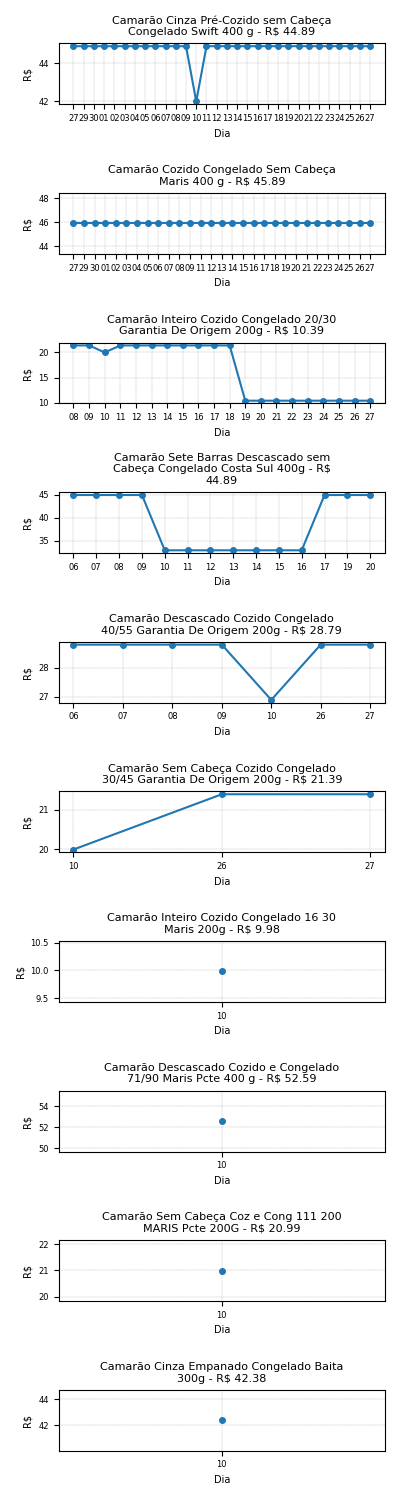 Camarão Cinza Pré-Cozido sem Cabeça
Congelado Swift 400 g - R$ 44.89
44
42
R$
27 29 30 01 02 03 04 05 06 07 08 09 10 11 12 13 14 15 16 17 18 19 20 21 22 23 24 25 26 27
Dia
Camarão Cozido Congelado Sem Cabeça
Maris 400 g - R$ 45.89
48
46
44
R$
27 29 30 01 02 03 04 05 06 07 08 09 10 11 12 14 15 16 17 18 19 20 21 22 23 24 25 26 27
Dia
Camarão Inteiro Cozido Congelado 20/30
Garantia De Origem 200g - R$ 10.39
20
15
10
R$
08 09 10 11 12 13 14 15 16 17 18 19 20 21 22 23 24 25 26 27
Dia
Camarão Sete Barras Descascado sem
Cabeça Congelado Costa Sul 400g - R$
44.89
45
40
35
R$
06 07 08 09 10 11 12 13 14 15 16 17 19 20
Dia
Camarão Descascado Cozido Congelado
40/55 Garantia De Origem 200g - R$ 28.79
28
27
R$
06 07 08 09 10 26 27
Dia
Camarão Sem Cabeça Cozido Congelado
30/45 Garantia De Origem 200g - R$ 21.39
21
20
R$
10 26 27
Dia
Camarão Inteiro Cozido Congelado 16 30
Maris 200g - R$ 9.98
10.5
10.0
9.5
R$
10
Dia
Camarão Descascado Cozido e Congelado
71/90 Maris Pcte 400 g - R$ 52.59
54
52
50
R$
10
Dia
Camarão Sem Cabeça Coz e Cong 111 200
MARIS Pcte 200G - R$ 20.99
22
21
20
R$
10
Dia
Camarão Cinza Empanado Congelado Baita
300g - R$ 42.38
44
42
R$
10
Dia